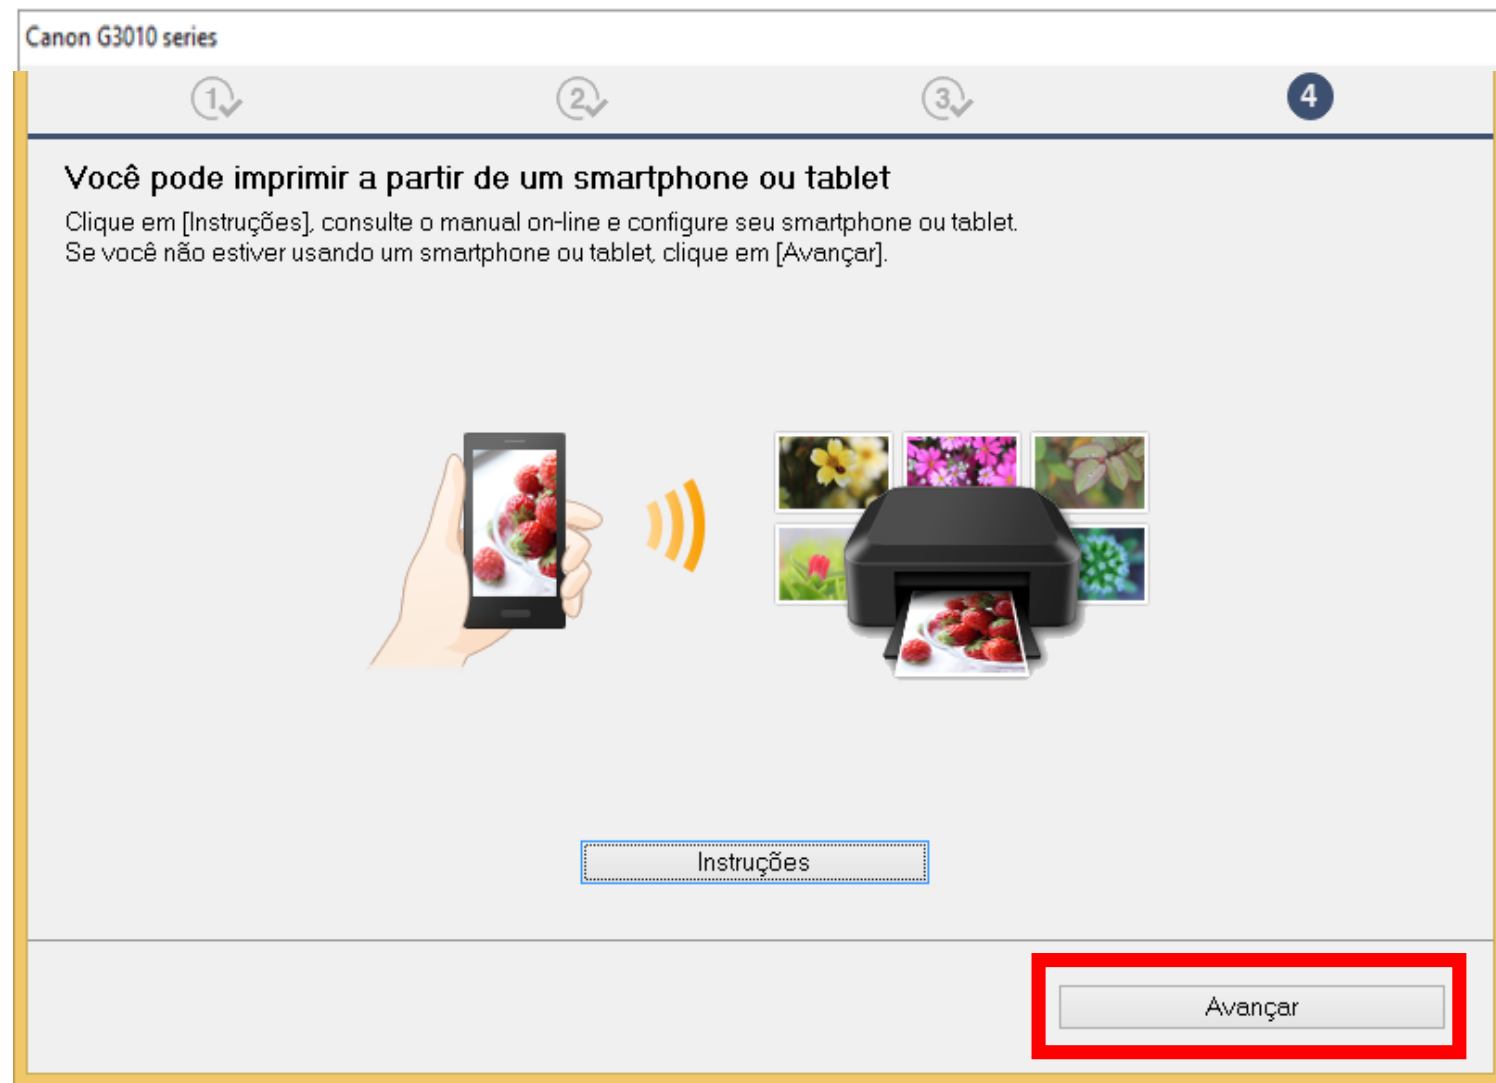 Canon G3010 series
1
2
3
4
Você pode imprimir a partir de um smartphone ou tablet
Clique em [Instruções], consulte o manual on-line e configure seu smartphone ou tablet.
Se você não estiver usando um smartphone ou tablet, clique em [Avançar].
Instruções
Avançar